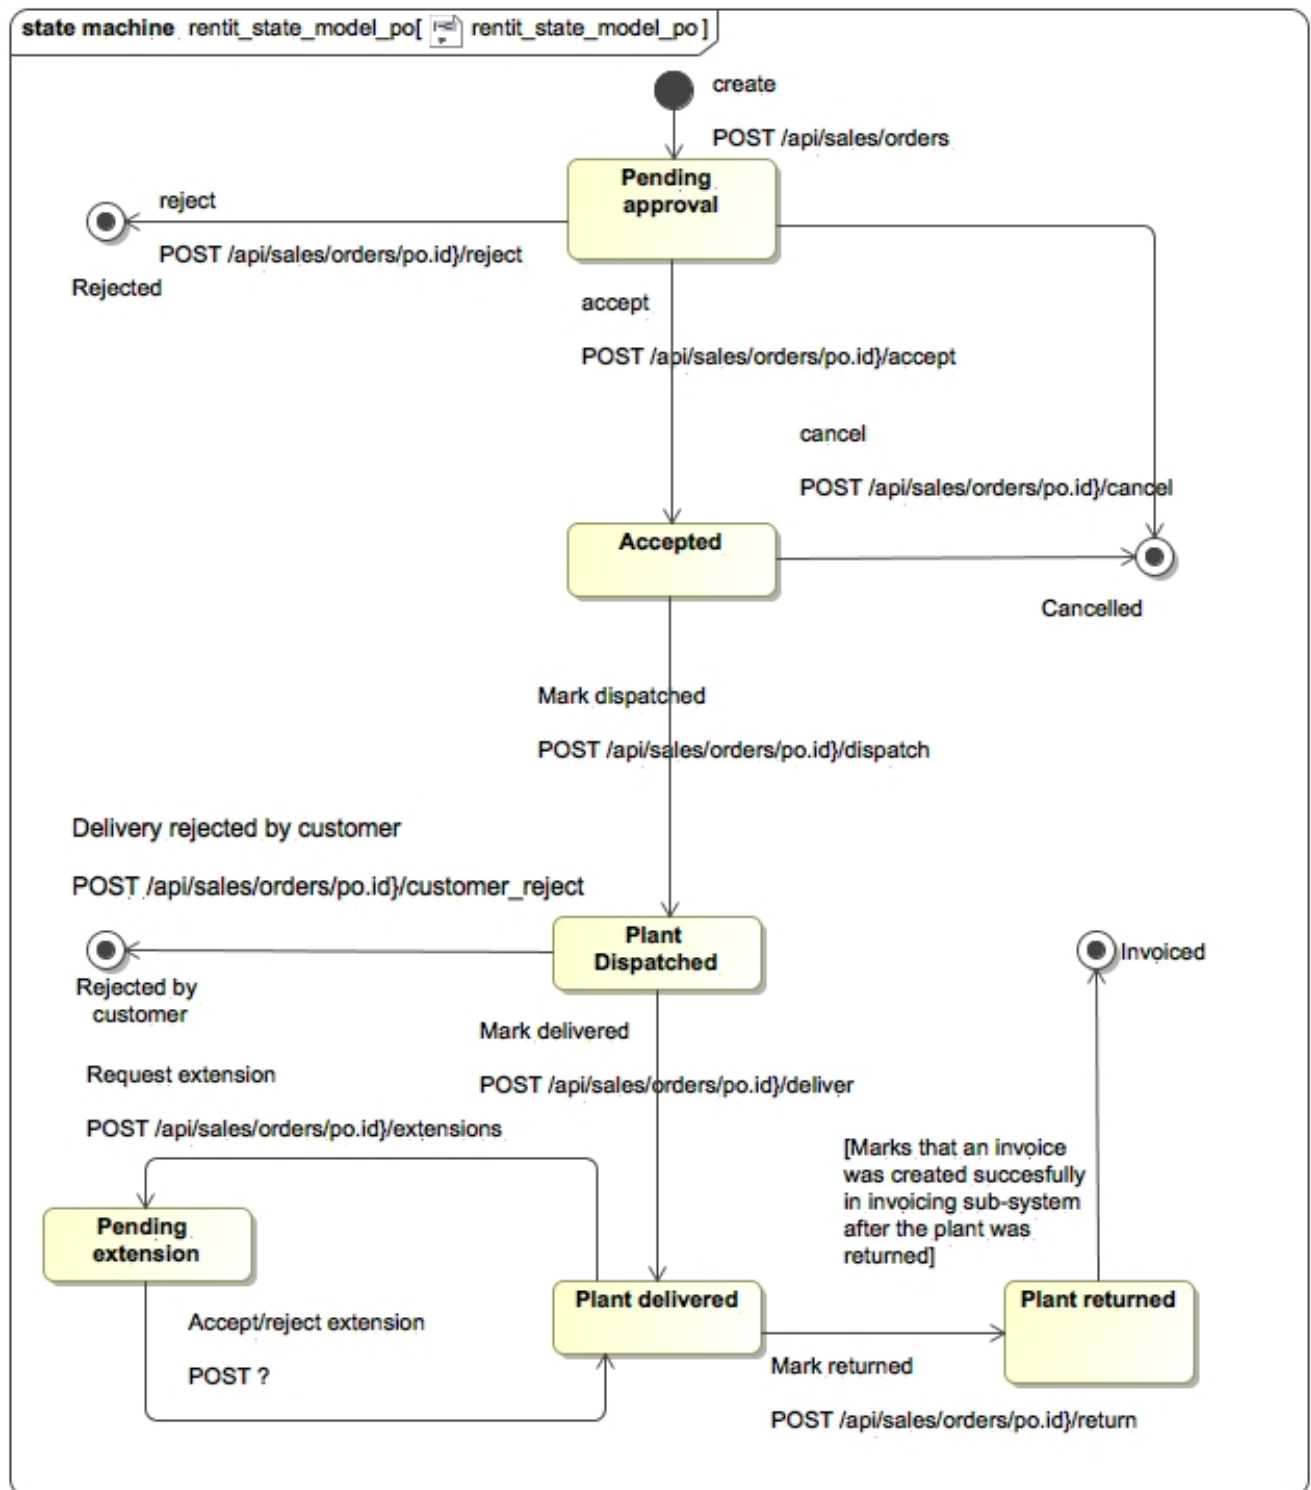 state machine rentit_state_model_po[ rentit_state_model_po ]
create
POST /api/sales/orders
Pending
approval
reject
POST /api/sales/orders/po.id}/reject
Rejected
accept
POST /api/sales/orders/po.id}/accept
cancel
POST /api/sales/orders/po.id}/cancel
Accepted
Cancelled
Mark dispatched
POST /api/sales/orders/po.id}/dispatch
Delivery rejected by customer
POST /api/sales/orders/po.id}/customer_reject
Plant
Dispatched
Invoiced
Rejected by
customer
Mark delivered
POST /api/sales/orders/po.id}/deliver
Request extension
POST /api/sales/orders/po.id}/extensions
[Marks that an invoice
was created succesfully
in invoicing sub-system
after the plant was
returned]
Pending
extension
Plant delivered
Plant returned
Accept/reject extension
POST ?
Mark returned
POST /api/sales/orders/po.id}/return